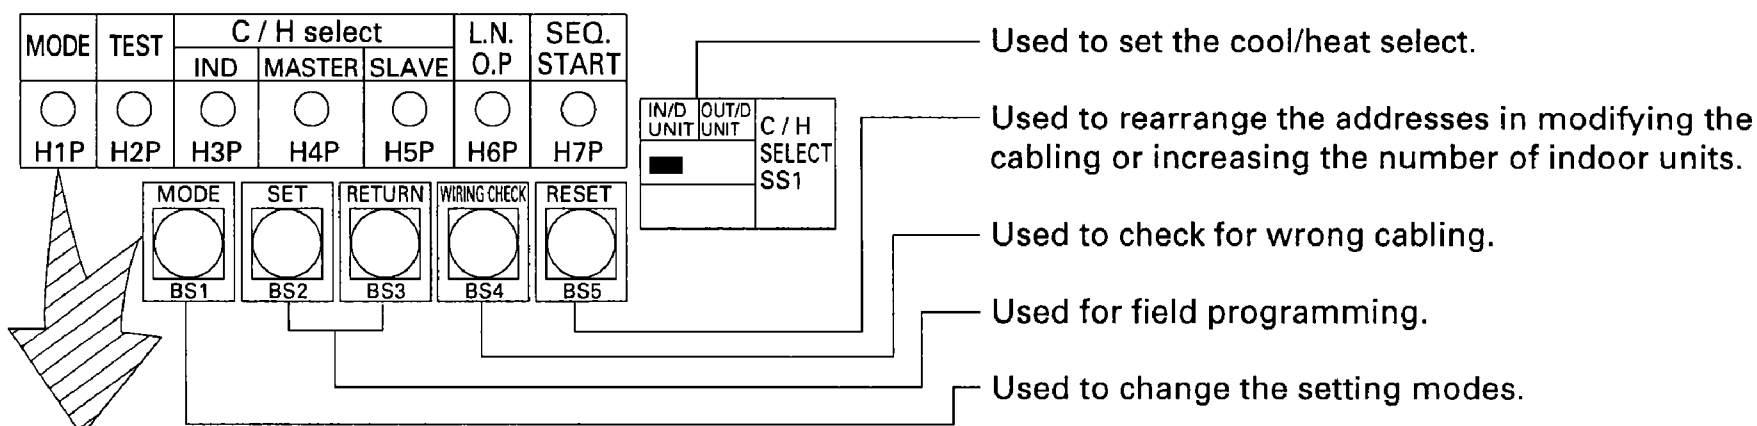 MODE TEST C / H select L.N. O.P SEQ. START
IND MASTER SLAVE
H1P H2P H3P H4P H5P H6P H7P
MODE SET RETURN WIRING CHECK RESET
BS1 BS2 BS3 BS4 BS5
IN/D UNIT OUT/D UNIT
C / H
SELECT
SS1
Used to set the cool/heat select.
Used to rearrange the addresses in modifying the
cabling or increasing the number of indoor units.
Used to check for wrong cabling.
Used for field programming.
Used to change the setting modes.